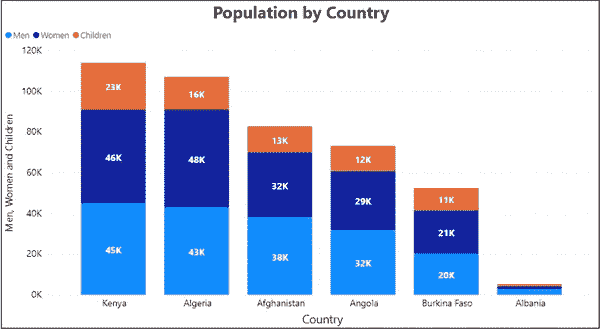 Population by Country
Men Women Children
Men, Women and Children
120K
100K
80K
60K
40K
20K
0K
23K
46K
45K
16K
48K
43K
13K
32K
38K
12K
29K
32K
11K
21K
20K
Kenya Algeria Afghanistan Angola Burkina Faso Albania
Country